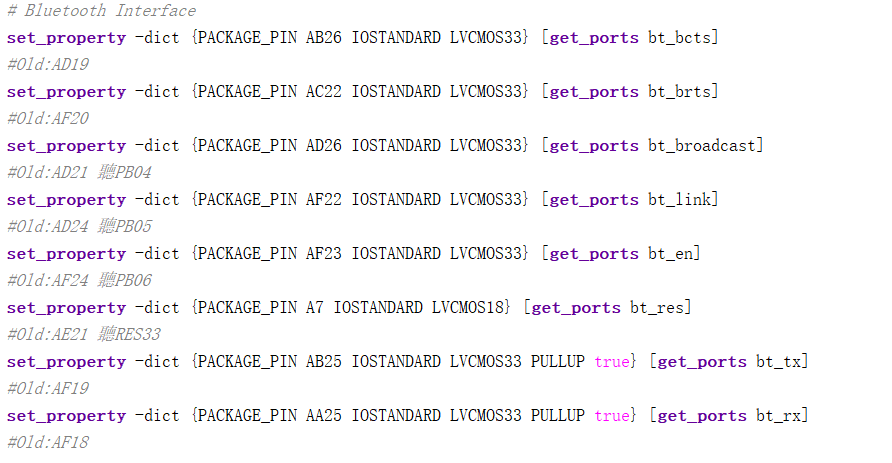 # Bluetooth Interface
set_property -dict {PACKAGE_PIN AB26 IOSTANDARD LVCMOS33} [get_ports bt_bcts]
#Old:AD19
set_property -dict {PACKAGE_PIN AC22 IOSTANDARD LVCMOS33} [get_ports bt_brts]
#Old:AF20
set_property -dict {PACKAGE_PIN AD26 IOSTANDARD LVCMOS33} [get_ports bt_broadcast]
#Old:AD21 聽PB04
set_property -dict {PACKAGE_PIN AF22 IOSTANDARD LVCMOS33} [get_ports bt_link]
#Old:AD24 聽PB05
set_property -dict {PACKAGE_PIN AF23 IOSTANDARD LVCMOS33} [get_ports bt_en]
#Old:AF24 聽PB06
set_property -dict {PACKAGE_PIN A7 IOSTANDARD LVCMOS18} [get_ports bt_res]
#Old:AE21 聽RES33
set_property -dict {PACKAGE_PIN AB25 IOSTANDARD LVCMOS33 PULLUP true} [get_ports bt_tx]
#Old:AF19
set_property -dict {PACKAGE_PIN AA25 IOSTANDARD LVCMOS33 PULLUP true} [get_ports bt_rx]
#Old:AF18